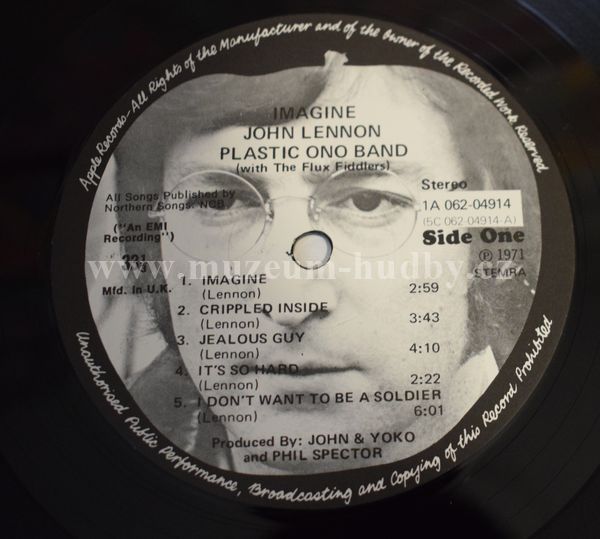 Apple Records-All Rights of the Manufacturer and of the Owner of the Recorded Work Reserved
IMAGINE
JOHN LENNON
PLASTIC ONO BAND
(with The Flux Fiddlers)
All Songs Published by
Northern Songs. NCB
("An EMI
Recording")
331
Mfd. In U.K.
Stereo
1A 062-04914
(5C 062-04914-A)
Side One
℗ 1971
STEMRA
www.muzeum-hudby.cz
1. IMAGINE
(Lennon) 2:59
2. CRIPPLED INSIDE
(Lennon) 3:43
3. JEALOUS GUY
(Lennon) 4:10
4. IT'S SO HARD
(Lennon) 2:22
5. I DON'T WANT TO BE A SOLDIER
(Lennon) 6:01
Produced By: JOHN & YOKO
and PHIL SPECTOR
Unauthorised Public Performance, Broadcasting and Copying of this Record Prohibited